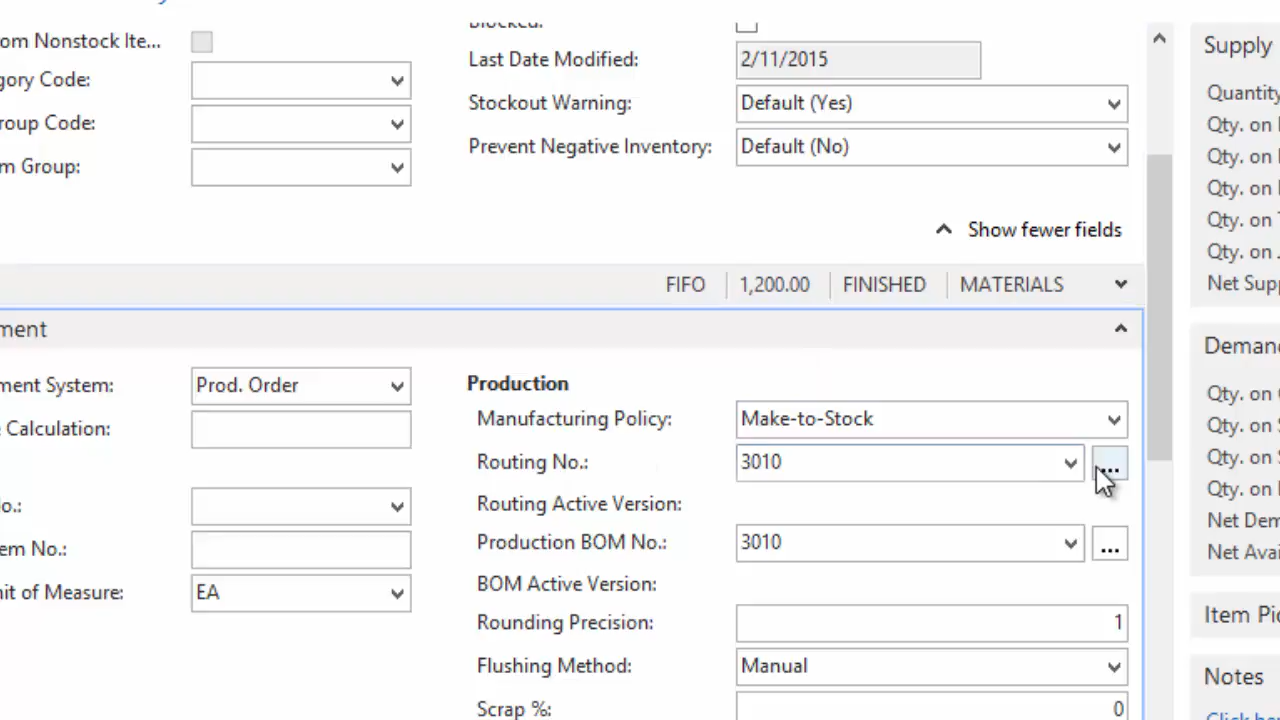 om Nonstock Ite...
gory Code:
roup Code:
m Group:
Blocked:
Last Date Modified: 2/11/2015
Stockout Warning: Default (Yes)
Prevent Negative Inventory: Default (No)
Show fewer fields
FIFO 1,200.00 FINISHED MATERIALS
ment
ment System: Prod. Order
Calculation:
o.:
em No.:
nit of Measure: EA
Production
Manufacturing Policy: Make-to-Stock
Routing No.: 3010 ...
Routing Active Version:
Production BOM No.: 3010 ...
BOM Active Version:
Rounding Precision: 1
Flushing Method: Manual
Scrap %: 0
Supply
Quantity
Qty. on
Qty. on
Qty. on
Qty. on
Qty. on
Net Sup
Deman
Qty. on
Qty. on
Qty. on
Qty. on
Net Dem
Net Avai
Item Pic
Notes
Click he